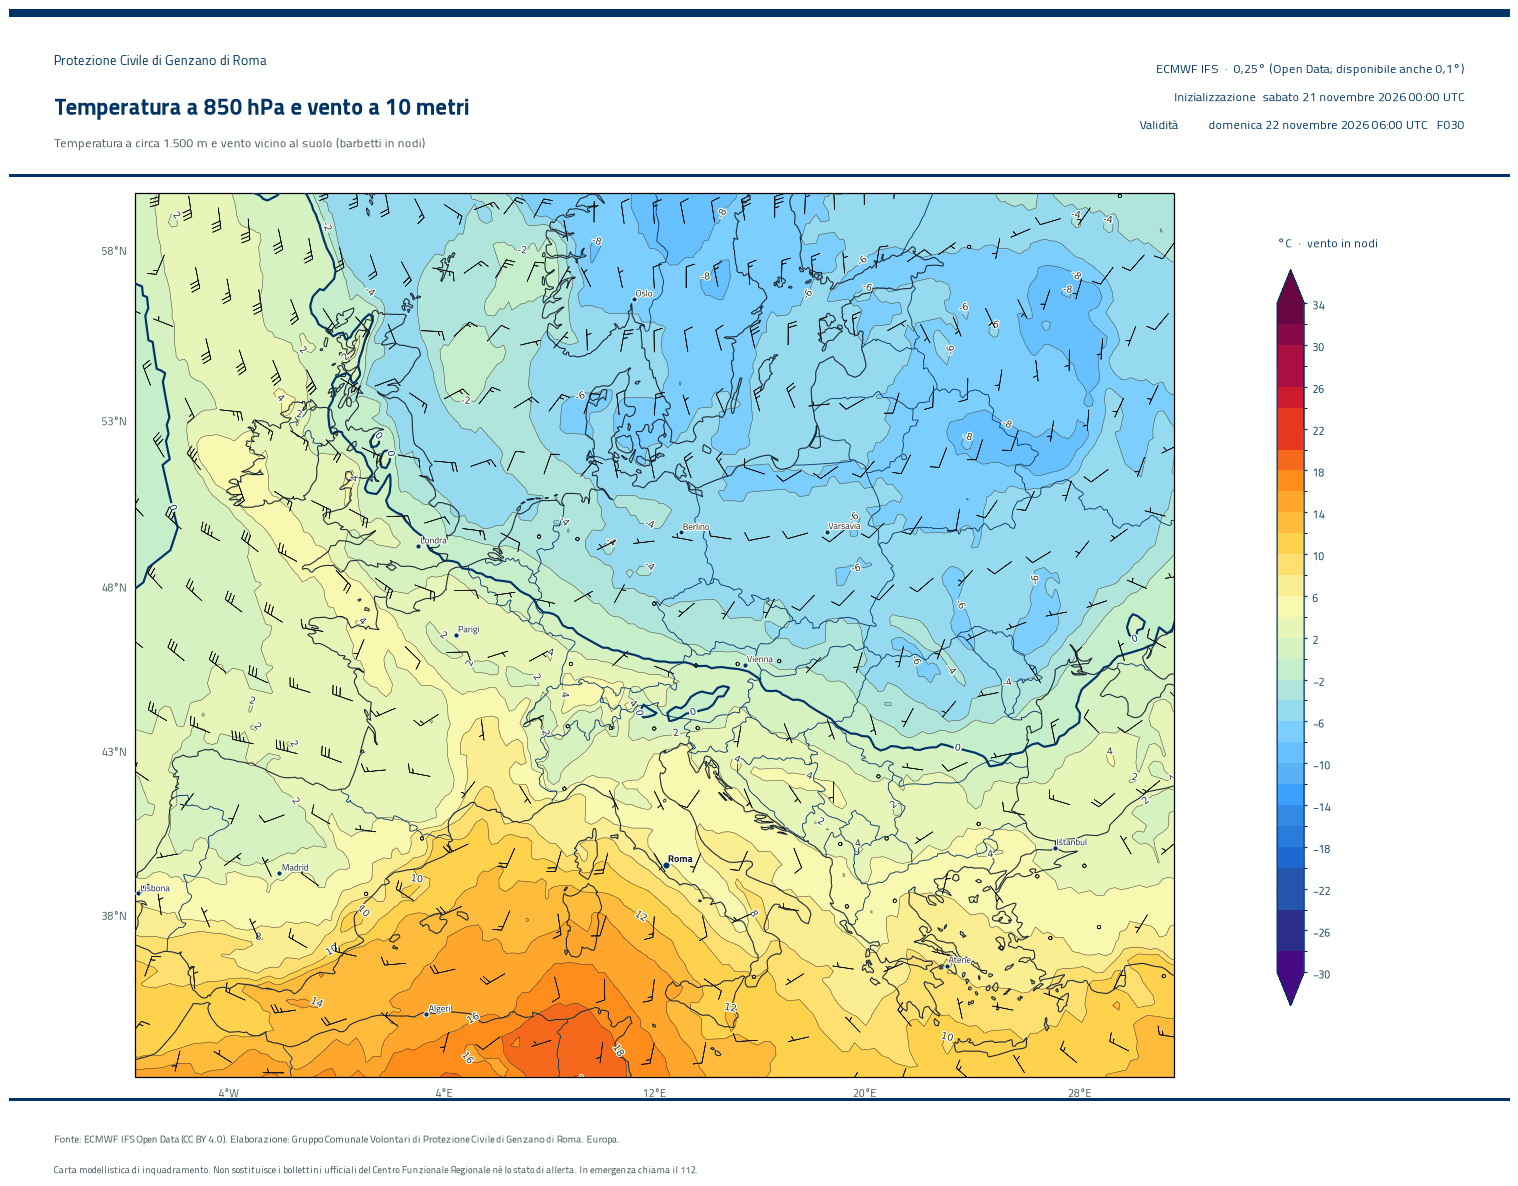 Protezione Civile di Genzano di Roma
Temperatura a 850 hPa e vento a 10 metri
Temperatura a circa 1.500 m e vento vicino al suolo (barbetti in nodi)
ECMWF IFS · 0,25° (Open Data; disponibile anche 0,1°)
Inizializzazione sabato 21 novembre 2026 00:00 UTC
Validità domenica 22 novembre 2026 06:00 UTC F030
°C · vento in nodi
34
30
26
22
18
14
10
6
2
−2
−6
−10
−14
−18
−22
−26
−30
58°N
53°N
48°N
43°N
38°N
4°W
4°E
12°E
20°E
28°E
Oslo
Londra
Berlino
Varsavia
Parigi
Vienna
Madrid
Lisbona
Roma
Istanbul
Atene
Algeri
Fonte: ECMWF IFS Open Data (CC BY 4.0). Elaborazione: Gruppo Comunale Volontari di Protezione Civile di Genzano di Roma. Europa.
Carta modellistica di inquadramento. Non sostituisce i bollettini ufficiali del Centro Funzionale Regionale né lo stato di allerta. In emergenza chiama il 112.